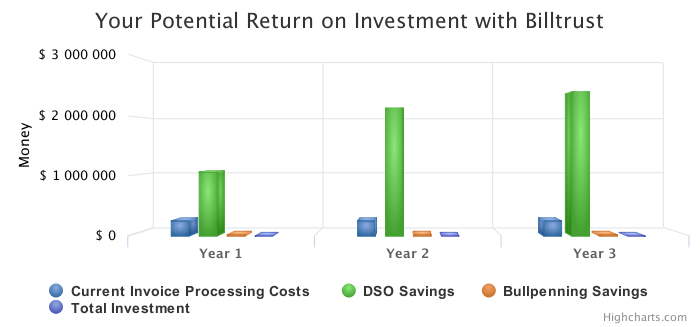 Your Potential Return on Investment with Billtrust
$ 3 000 000
$ 2 000 000
$ 1 000 000
$ 0
Money
Year 1
Year 2
Year 3
Current Invoice Processing Costs
DSO Savings
Bullpenning Savings
Total Investment
Highcharts.com